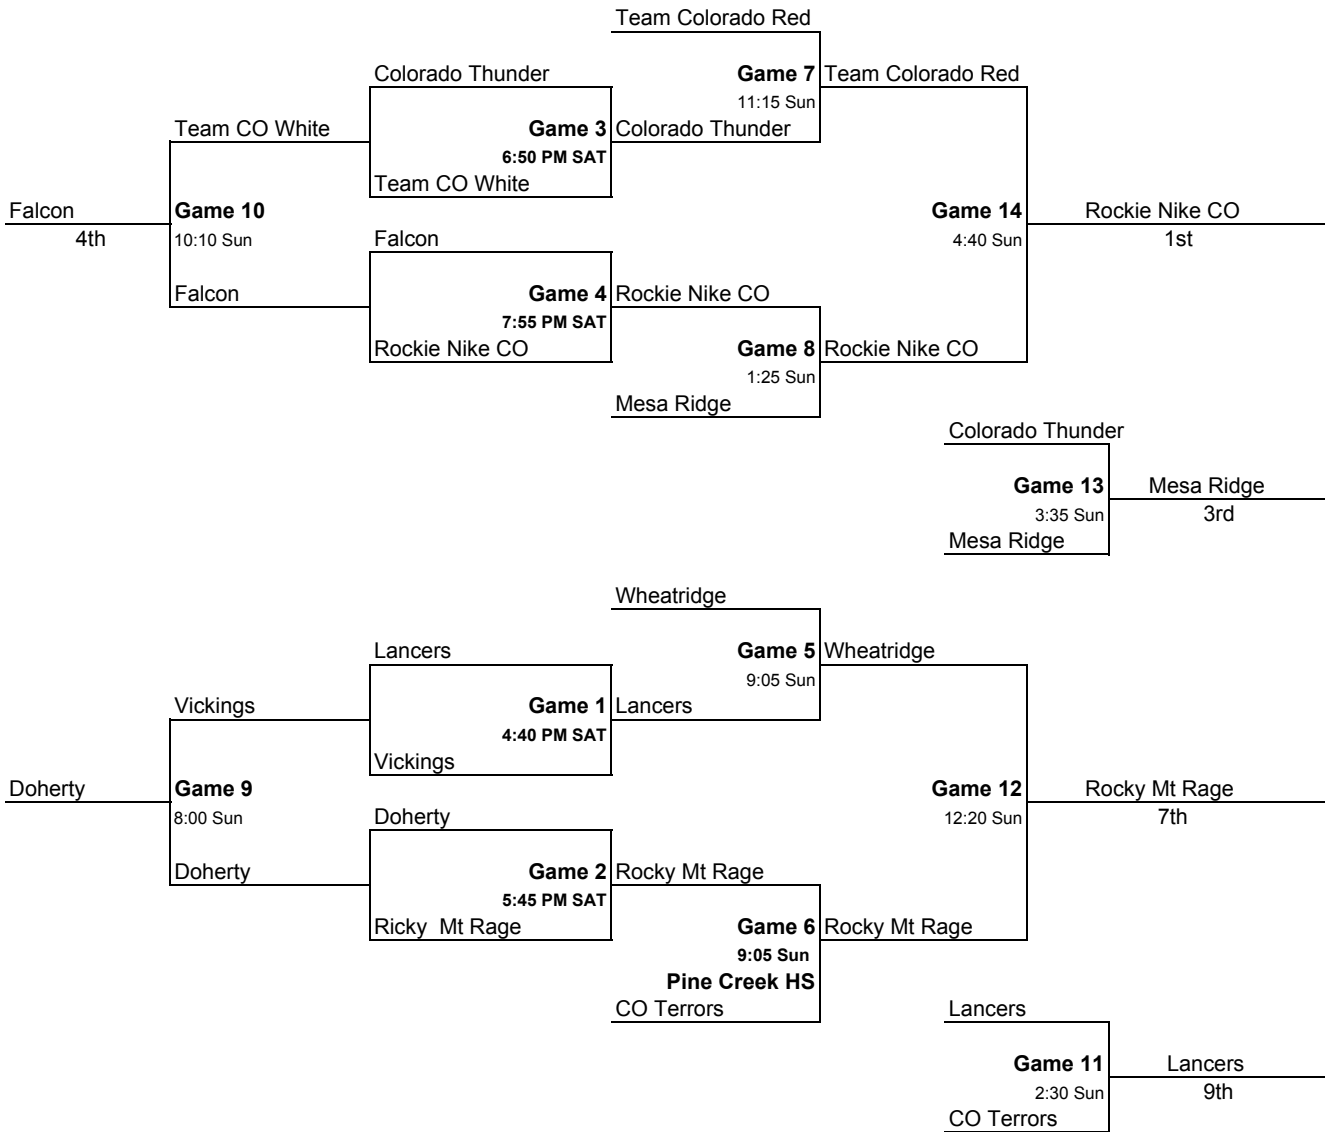 Team Colorado Red
Colorado Thunder
Game 7
Team Colorado Red
11:15 Sun
Team CO White
Game 3
Colorado Thunder
6:50 PM SAT
Team CO White
Falcon
Game 10
Game 14
Rockie Nike CO
4th
10:10 Sun
Falcon
4:40 Sun
1st
Falcon
Game 4
Rockie Nike CO
7:55 PM SAT
Rockie Nike CO
Game 8
Rockie Nike CO
1:25 Sun
Mesa Ridge
Colorado Thunder
Game 13
Mesa Ridge
3:35 Sun
3rd
Mesa Ridge
Wheatridge
Lancers
Game 5
Wheatridge
9:05 Sun
Vickings
Game 1
Lancers
4:40 PM SAT
Vickings
Doherty
Game 9
Game 12
Rocky Mt Rage
8:00 Sun
Doherty
12:20 Sun
7th
Doherty
Game 2
Rocky Mt Rage
5:45 PM SAT
Ricky  Mt Rage
Game 6
Rocky Mt Rage
9:05 Sun
Pine Creek HS
CO Terrors
Lancers
Game 11
Lancers
2:30 Sun
9th
CO Terrors